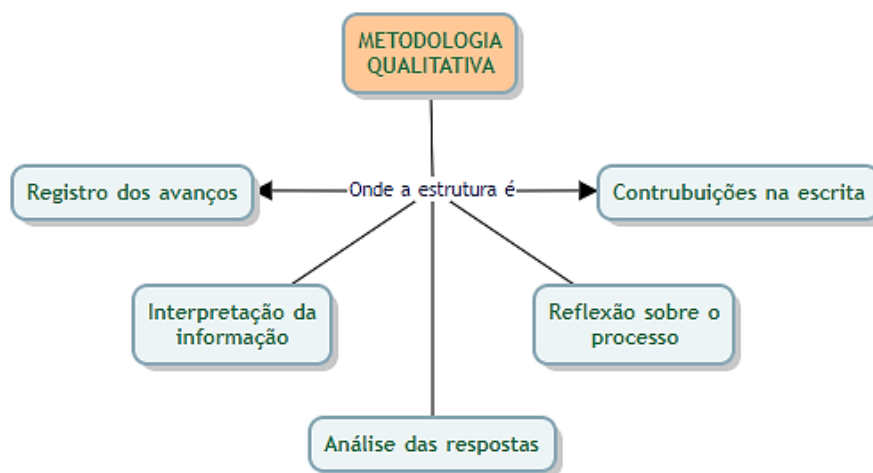 METODOLOGIA
QUALITATIVA
Registro dos avanços
Onde a estrutura é
Contrubuições na escrita
Interpretação da
informação
Reflexão sobre o
processo
Análise das respostas